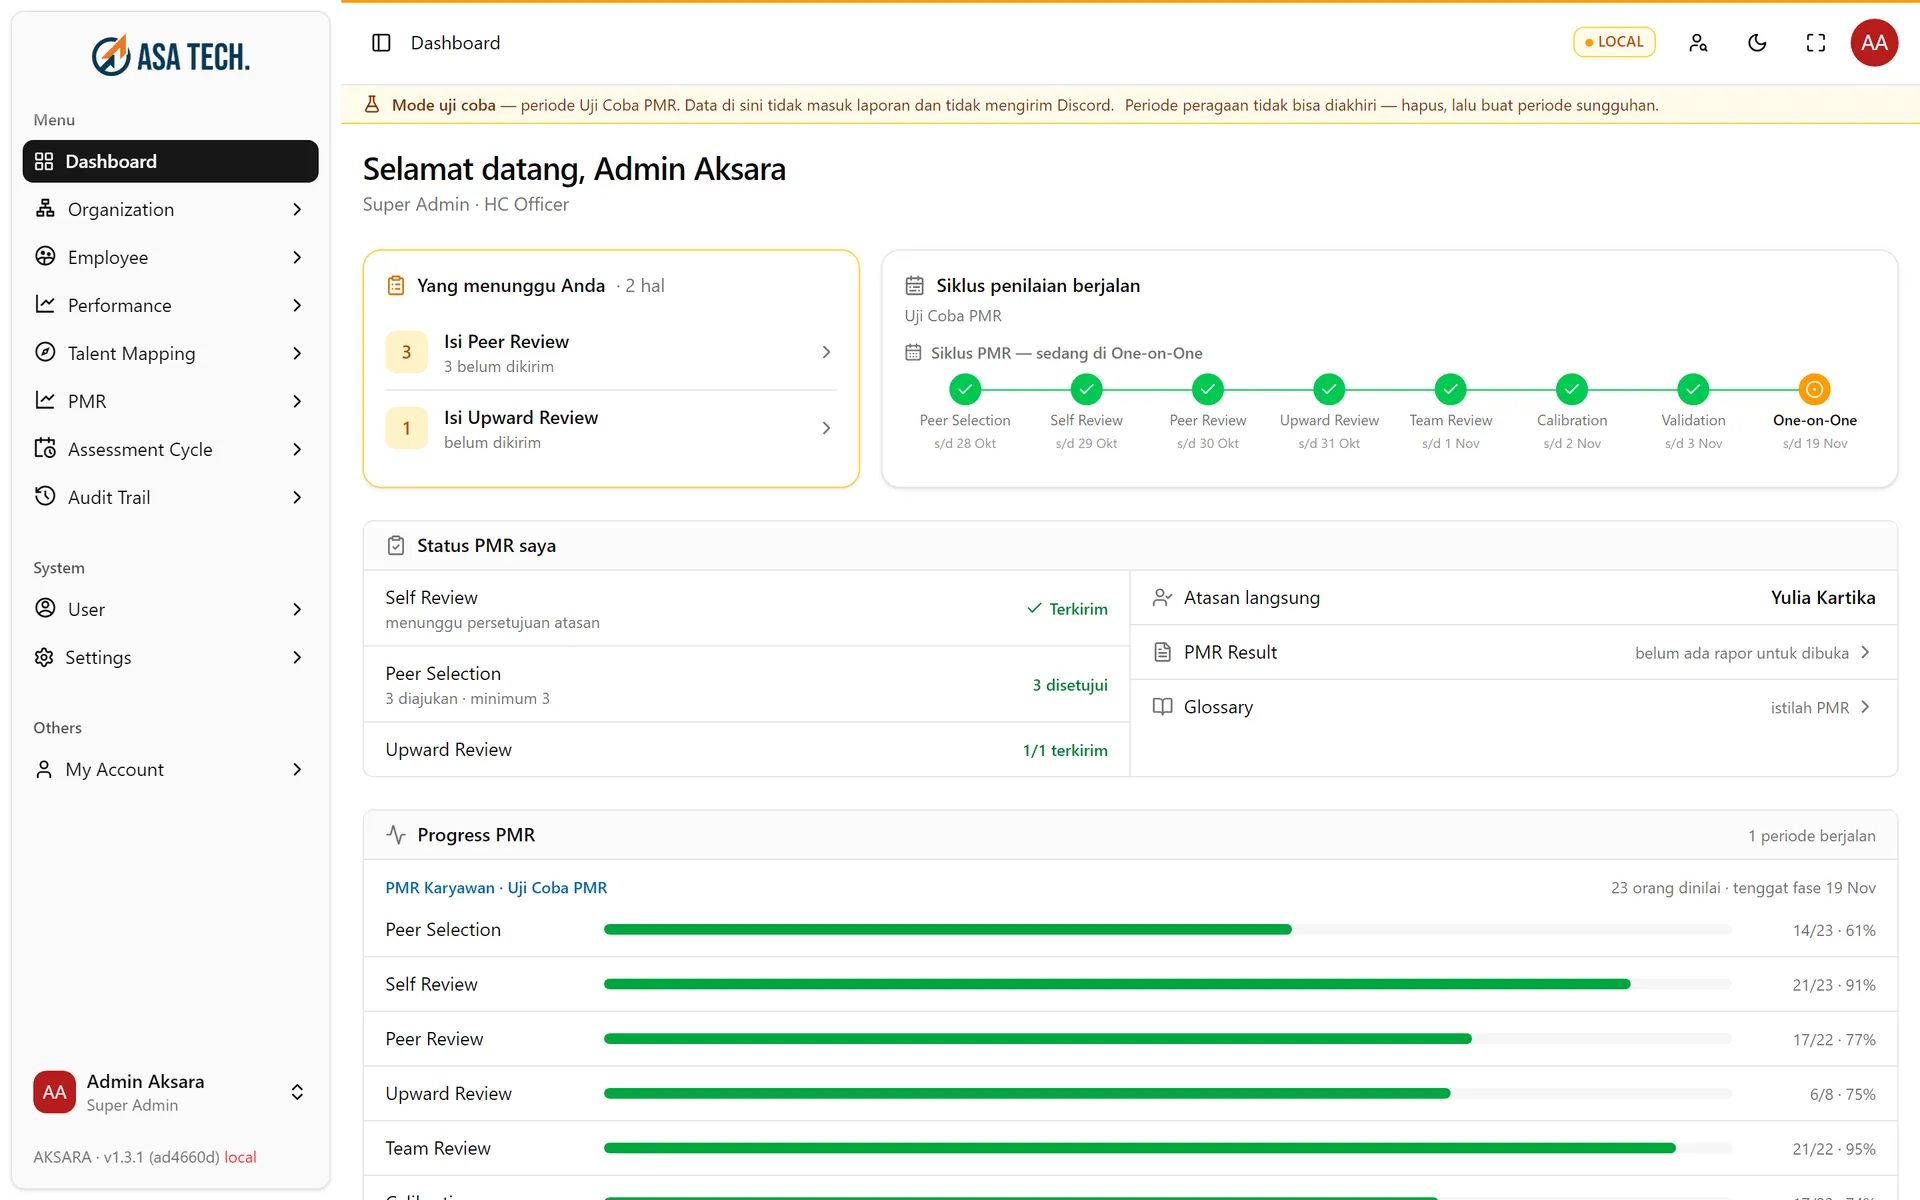 ASA TECH.
Menu
Dashboard
Organization
Employee
Performance
Talent Mapping
PMR
Assessment Cycle
Audit Trail
System
User
Settings
Others
My Account
AA
Admin Aksara
Super Admin
AKSARA · v1.3.1 (ad4660d) local
Dashboard
LOCAL
AA
Mode uji coba — periode Uji Coba PMR. Data di sini tidak masuk laporan dan tidak mengirim Discord. Periode peragaan tidak bisa diakhiri — hapus, lalu buat periode sungguhan.
Selamat datang, Admin Aksara
Super Admin · HC Officer
Yang menunggu Anda · 2 hal
3
Isi Peer Review
3 belum dikirim
1
Isi Upward Review
belum dikirim
Siklus penilaian berjalan
Uji Coba PMR
Siklus PMR — sedang di One-on-One
Peer Selection
s/d 28 Okt
Self Review
s/d 29 Okt
Peer Review
s/d 30 Okt
Upward Review
s/d 31 Okt
Team Review
s/d 1 Nov
Calibration
s/d 2 Nov
Validation
s/d 3 Nov
One-on-One
s/d 19 Nov
Status PMR saya
Self Review
menunggu persetujuan atasan
Terkirim
Peer Selection
3 diajukan · minimum 3
3 disetujui
Upward Review
1/1 terkirim
Atasan langsung
Yulia Kartika
PMR Result
belum ada rapor untuk dibuka
Glossary
istilah PMR
Progress PMR
1 periode berjalan
PMR Karyawan · Uji Coba PMR
23 orang dinilai · tenggat fase 19 Nov
Peer Selection
14/23 · 61%
Self Review
21/23 · 91%
Peer Review
17/22 · 77%
Upward Review
6/8 · 75%
Team Review
21/22 · 95%